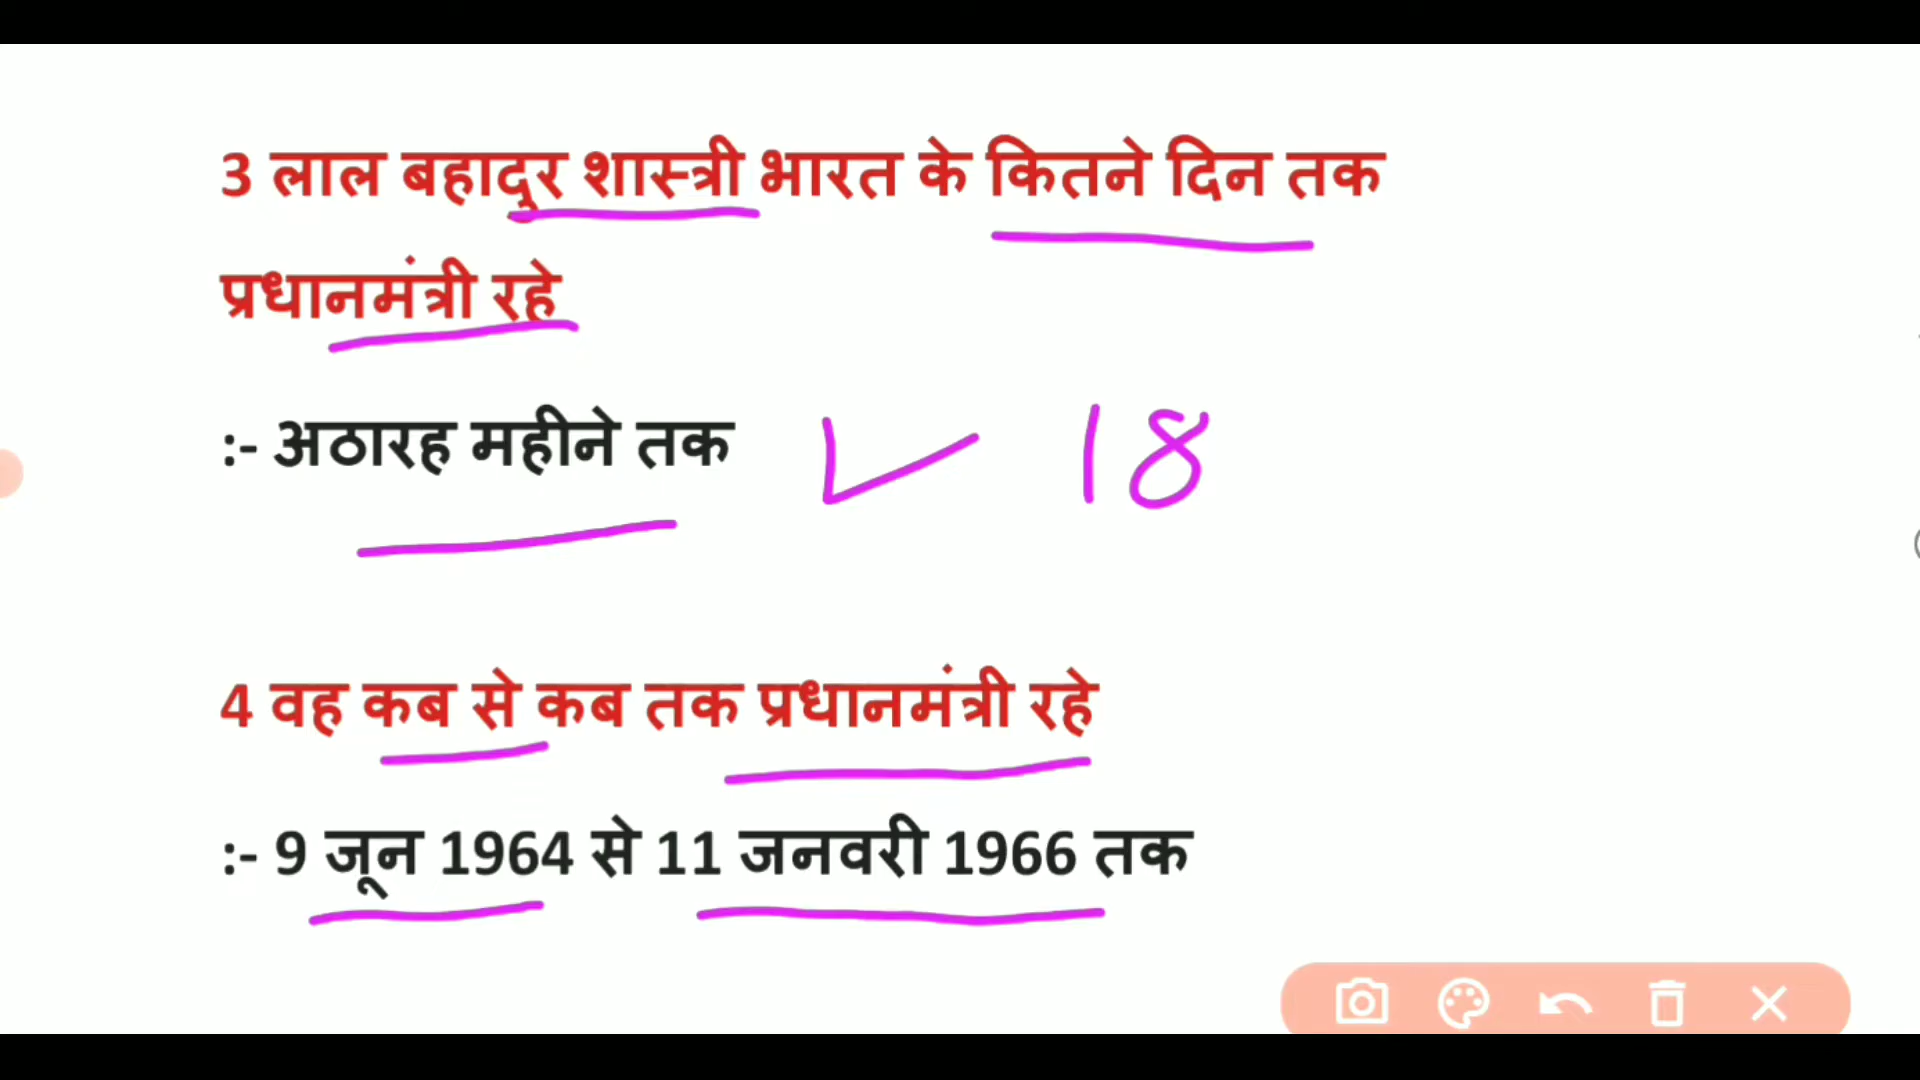 3 लाल बहादुर शास्त्री भारत के कितने दिन तक
प्रधानमंत्री रहे
:- अठारह महीने तक 18
4 वह कब से कब तक प्रधानमंत्री रहे
:- 9 जून 1964 से 11 जनवरी 1966 तक